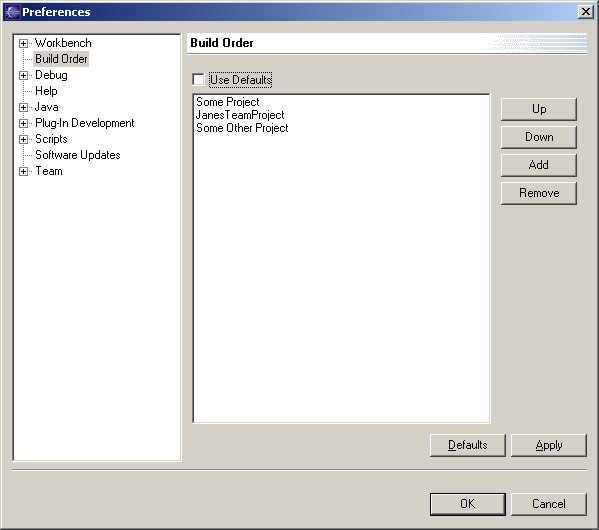 Preferences
Workbench
Build Order
Debug
Help
Java
Plug-In Development
Scripts
Software Updates
Team
Build Order
Use Defaults
Some Project
JanesTeamProject
Some Other Project
Up
Down
Add
Remove
Defaults
Apply
OK
Cancel